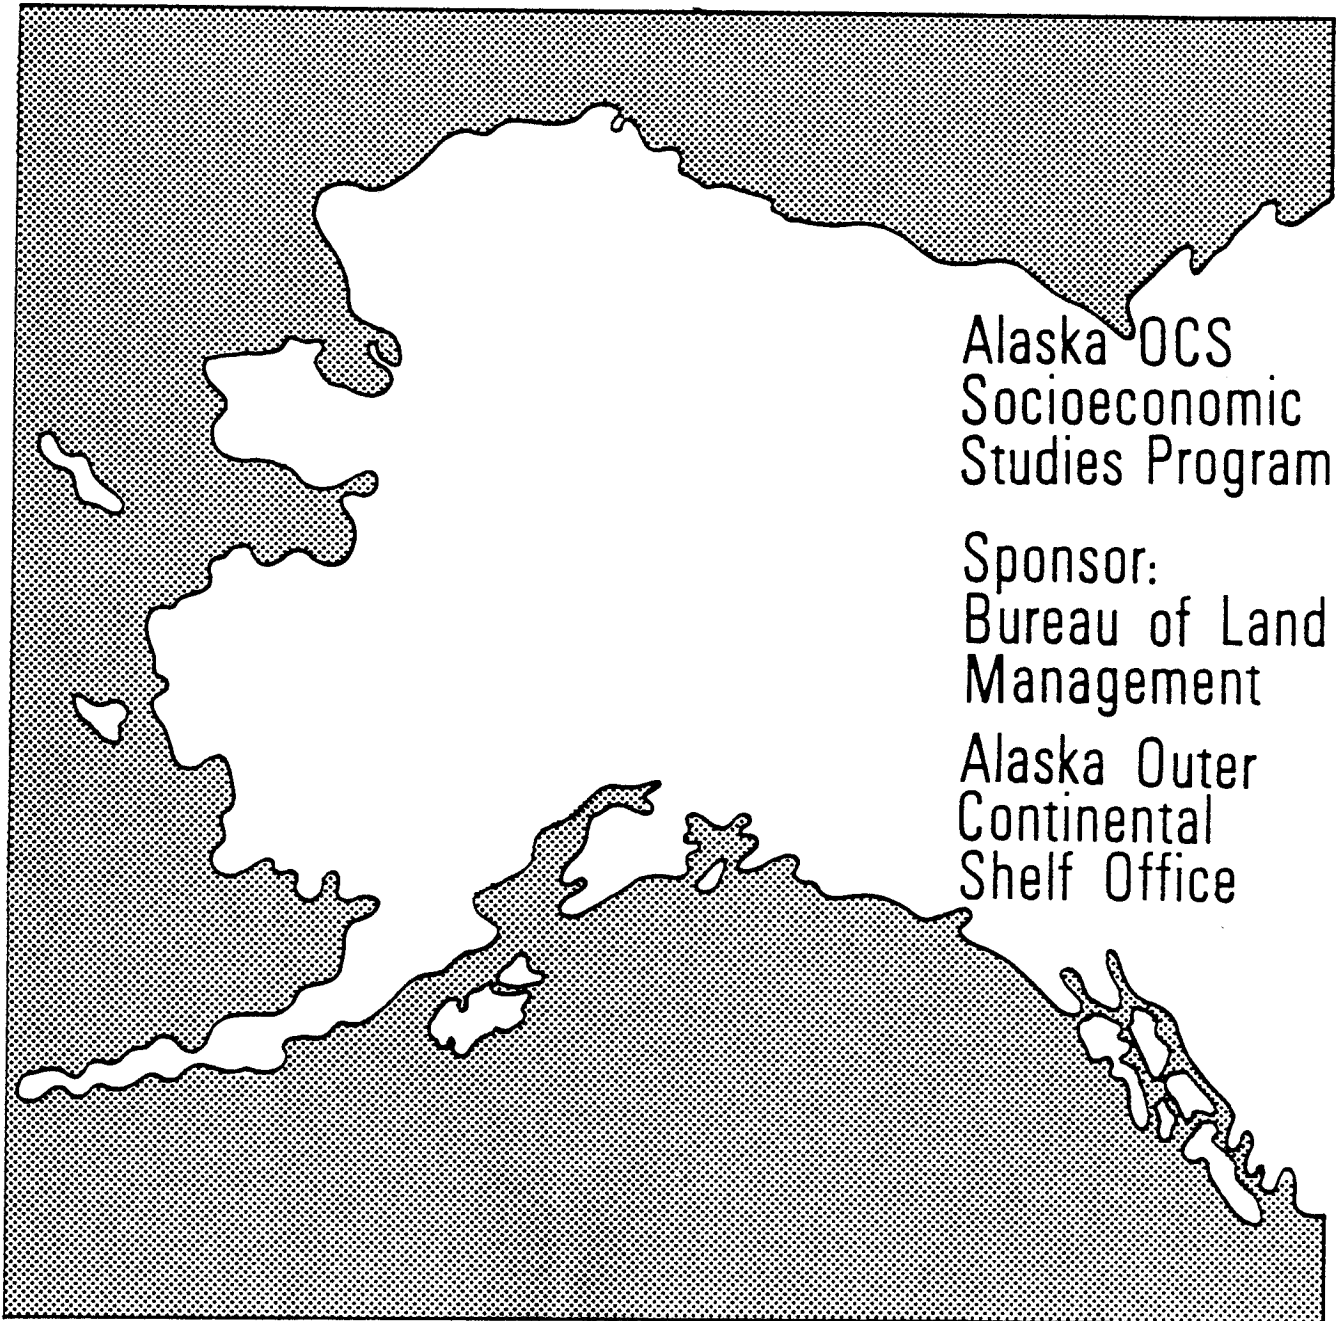 Alaska OCS
Socioeconomic
Studies Program
Sponsor:
Bureau of Land
Management
Alaska Outer
Continental
Shelf Office